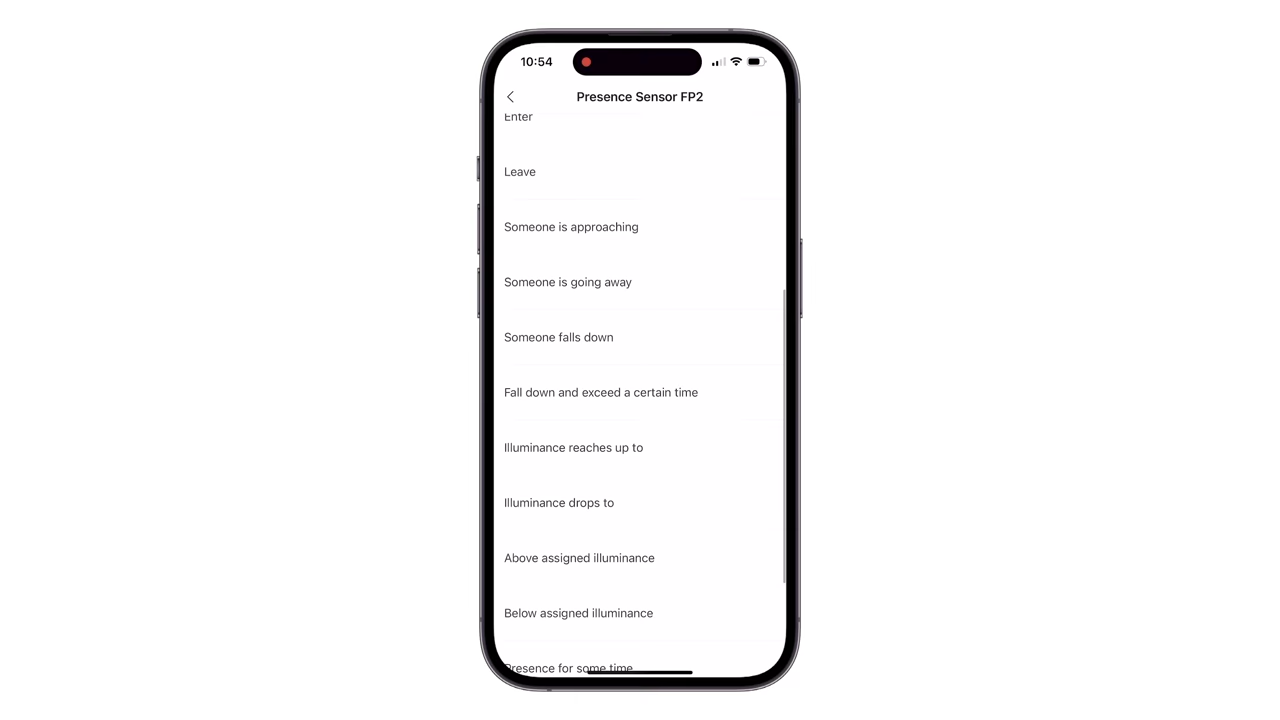 10:54
Presence Sensor FP2
Enter
Leave
Someone is approaching
Someone is going away
Someone falls down
Fall down and exceed a certain time
Illuminance reaches up to
Illuminance drops to
Above assigned illuminance
Below assigned illuminance
Presence for some time